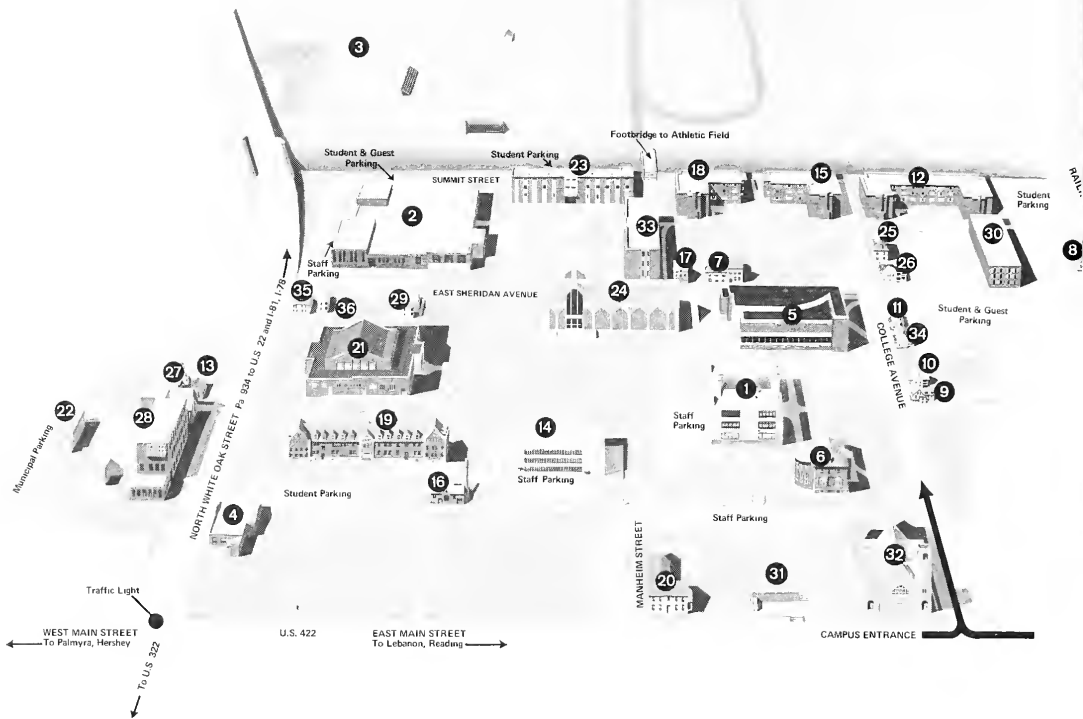 3
Footbridge to Athletic Field
Student & Guest
Parking
Student Parking
23
18
15
12
SUMMIT STREET
Student
Parking
2
33
30
25
8
Staff
Parking
17
7
26
35
36
29
EAST SHERIDAN AVENUE
24
5
11
34
Student & Guest
Parking
NORTH WHITE OAK STREET Pa 934 to U.S. 22 and I-81, I-78
21
COLLEGE AVENUE
10
9
27
13
1
22
28
Municipal Parking
19
14
Staff
Parking
6
16
Staff Parking
Student Parking
4
Staff Parking
MANHEIM STREET
32
20
31
Traffic Light
WEST MAIN STREET
To Palmyra, Hershey
U.S. 422
EAST MAIN STREET
To Lebanon, Reading
CAMPUS ENTRANCE
To U.S. 322